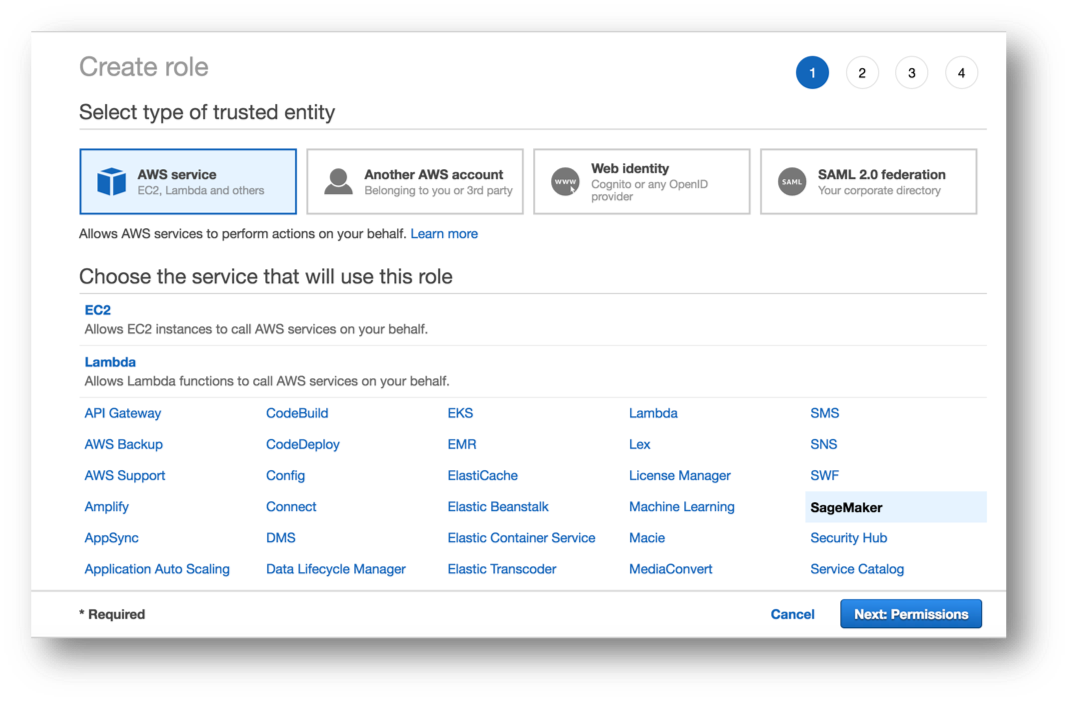 Create role
1 2 3 4
Select type of trusted entity
AWS service
EC2, Lambda and others
Another AWS account
Belonging to you or 3rd party
www
Web identity
Cognito or any OpenID
provider
SAML
SAML 2.0 federation
Your corporate directory
Allows AWS services to perform actions on your behalf. Learn more
Choose the service that will use this role
EC2
Allows EC2 instances to call AWS services on your behalf.
Lambda
Allows Lambda functions to call AWS services on your behalf.
API Gateway CodeBuild EKS Lambda SMS
AWS Backup CodeDeploy EMR Lex SNS
AWS Support Config ElastiCache License Manager SWF
Amplify Connect Elastic Beanstalk Machine Learning SageMaker
AppSync DMS Elastic Container Service Macie Security Hub
Application Auto Scaling Data Lifecycle Manager Elastic Transcoder MediaConvert Service Catalog
* Required Cancel Next: Permissions